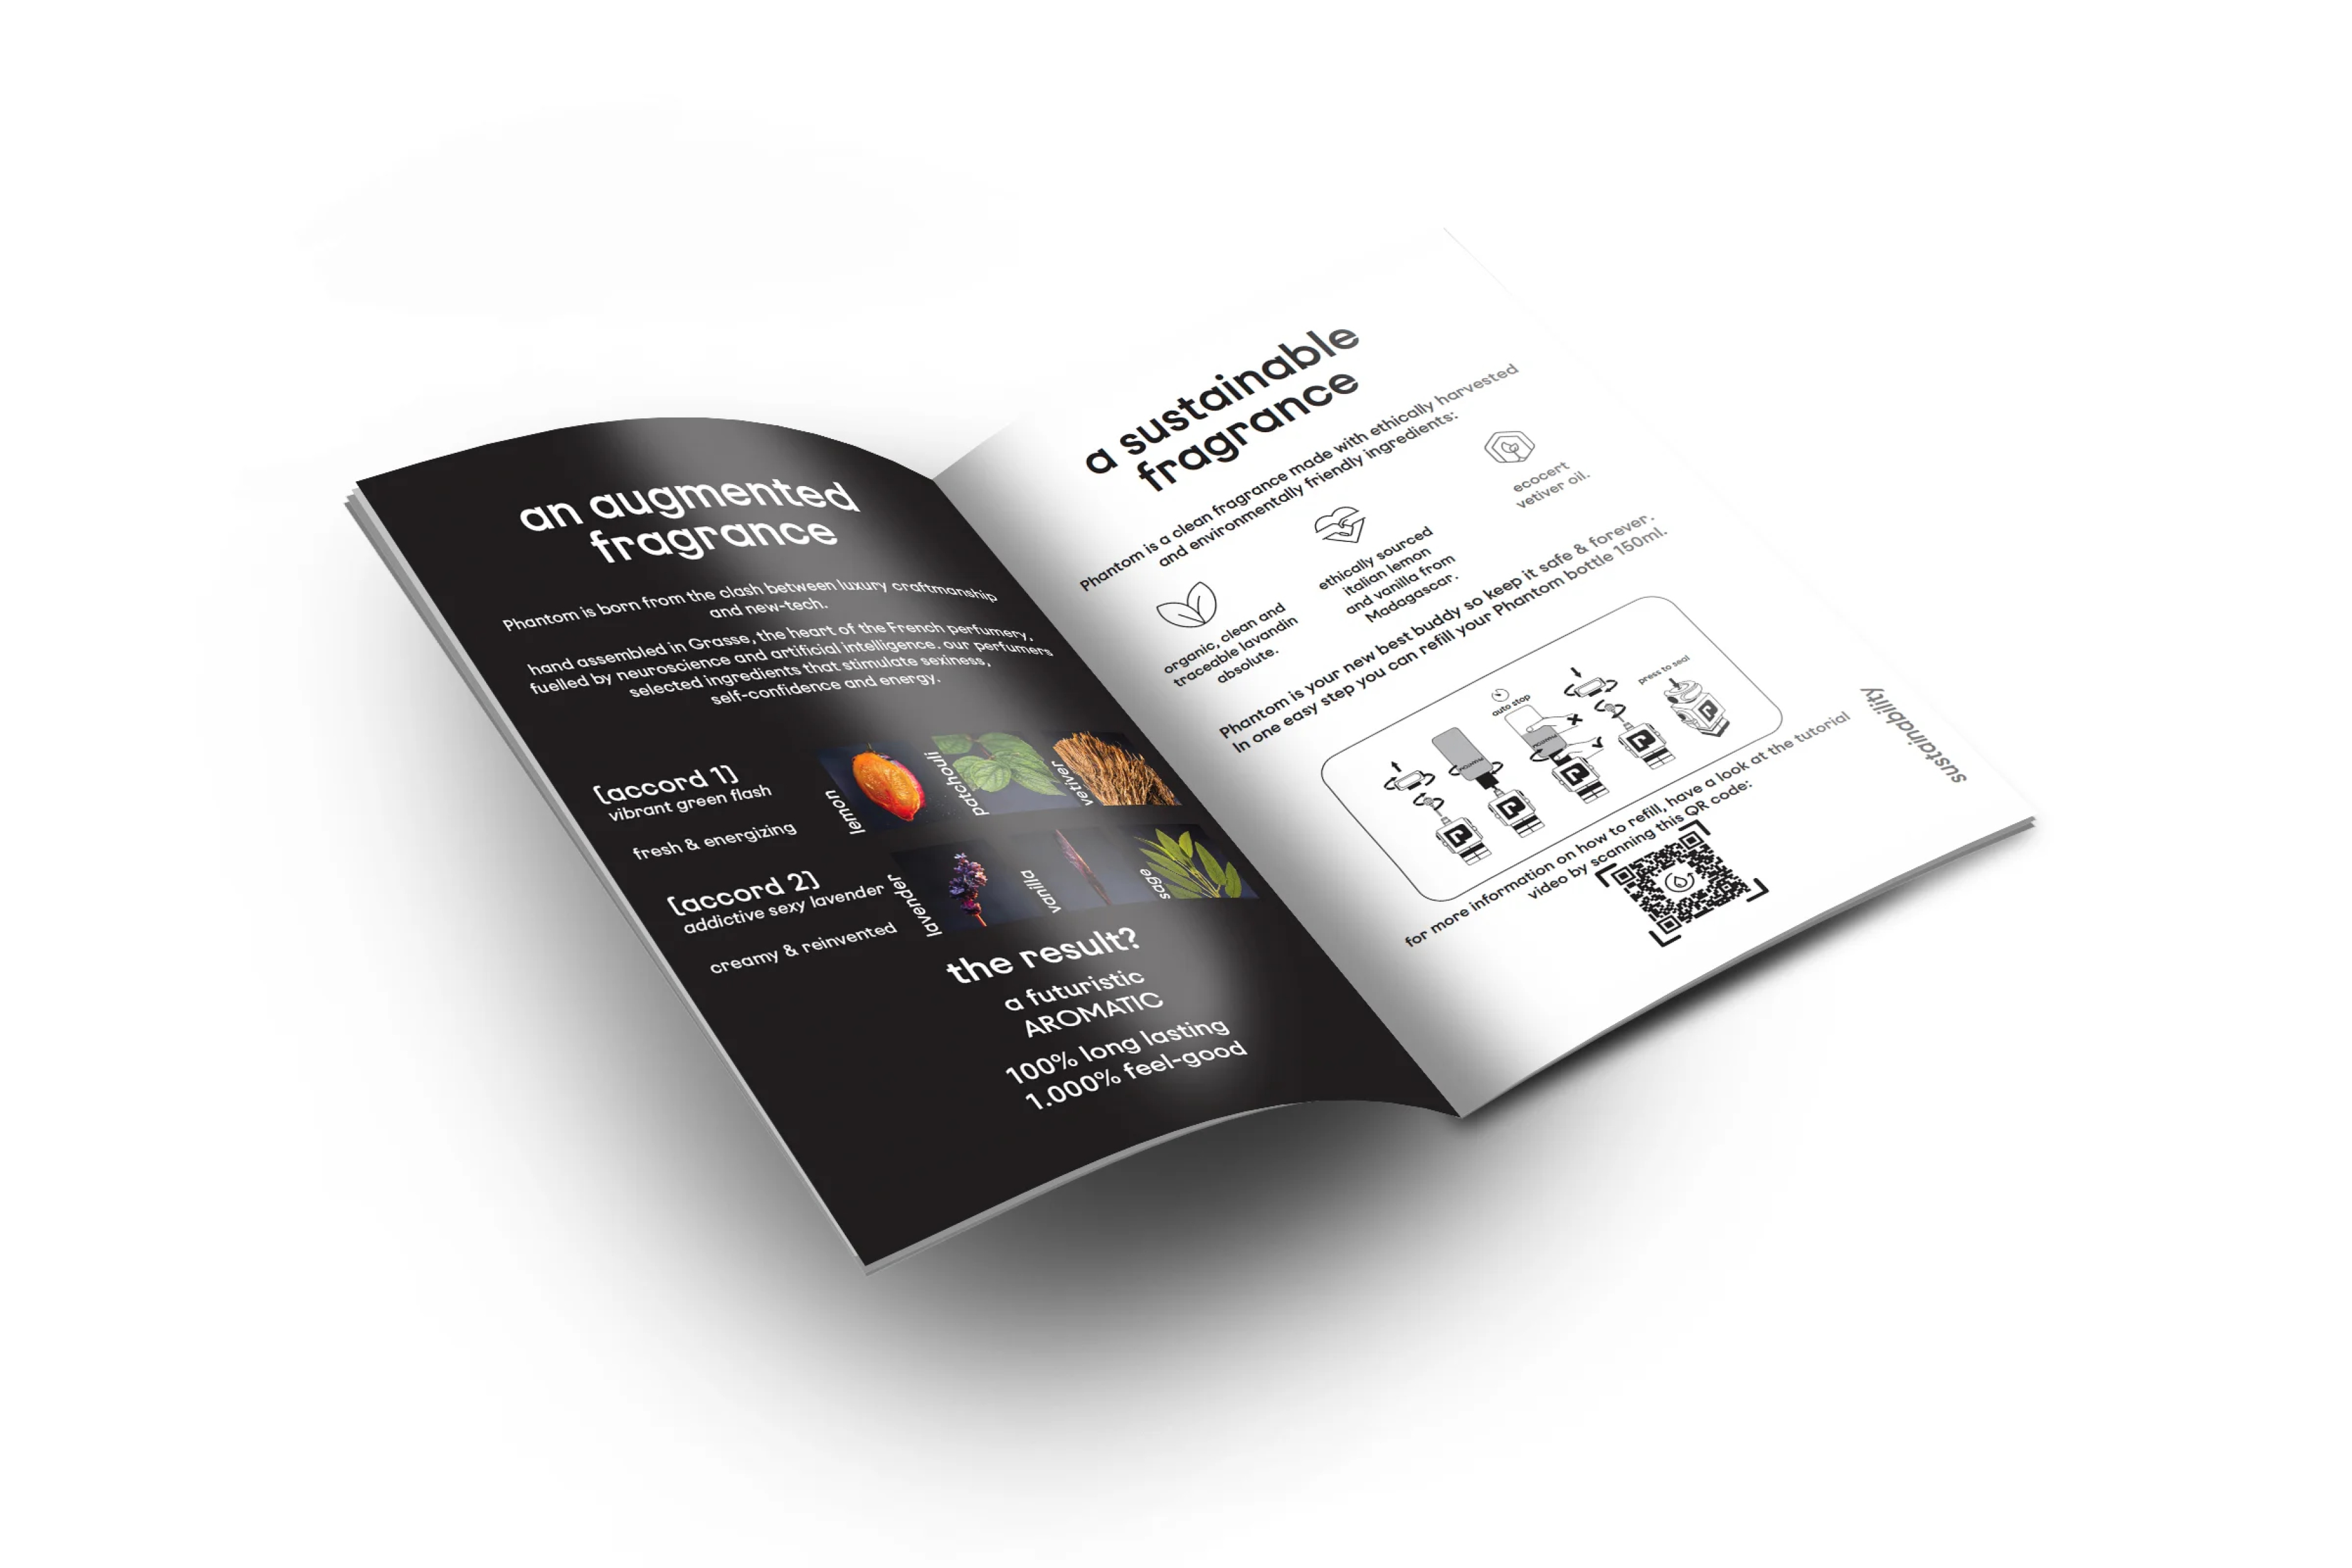 an augmented
fragrance
Phantom is born from the clash between luxury craftmanship
and new-tech.
hand assembled in Grasse, the heart of the French perfumery,
fuelled by neuroscience and artificial intelligence. our perfumers
selected ingredients that stimulate sexiness,
self-confidence and energy.
(accord 1)
vibrant green flash
fresh & energizing
lemon
patchouli
vetiver
(accord 2)
addictive sexy lavender
creamy & reinvented
lavender
vanilla
sage
the result?
a futuristic
AROMATIC
100% long lasting
1.000% feel-good
a sustainable
fragrance
Phantom is a clean fragrance made with ethically harvested
and environmentally friendly ingredients:
organic, clean and
traceable lavandin
absolute.
ethically sourced
italian lemon
and vanilla from
Madagascar.
ecocert
vetiver oil.
Phantom is your new best buddy so keep it safe & forever.
In one easy step you can refill your Phantom bottle 150ml.
auto stop
press to seal
for more information on how to refill, have a look at the tutorial
video by scanning this QR code:
sustainability